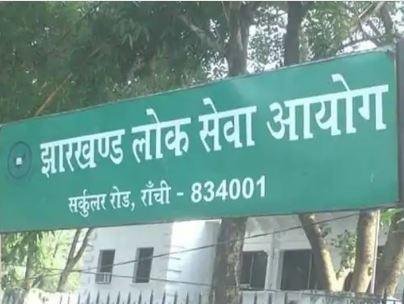 झारखण्ड लोक सेवा आयोग
सर्कुलर रोड, राँची - 834001